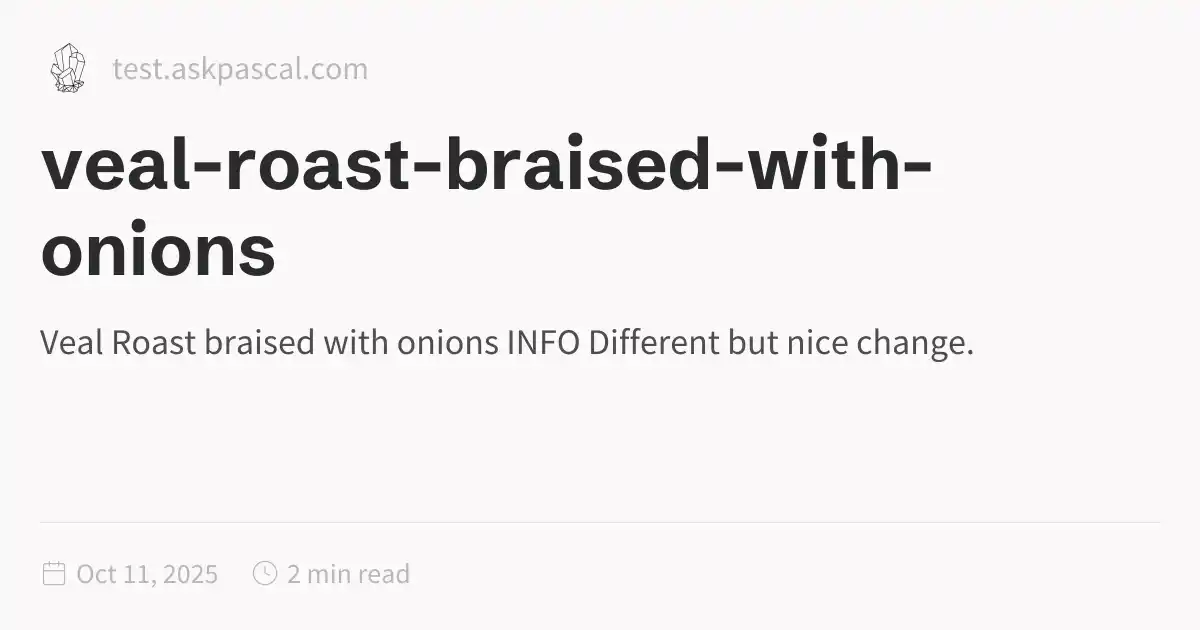 test.askpascal.com
veal-roast-braised-with-
onions
Veal Roast braised with onions INFO Different but nice change.
Oct 11, 2025
2 min read